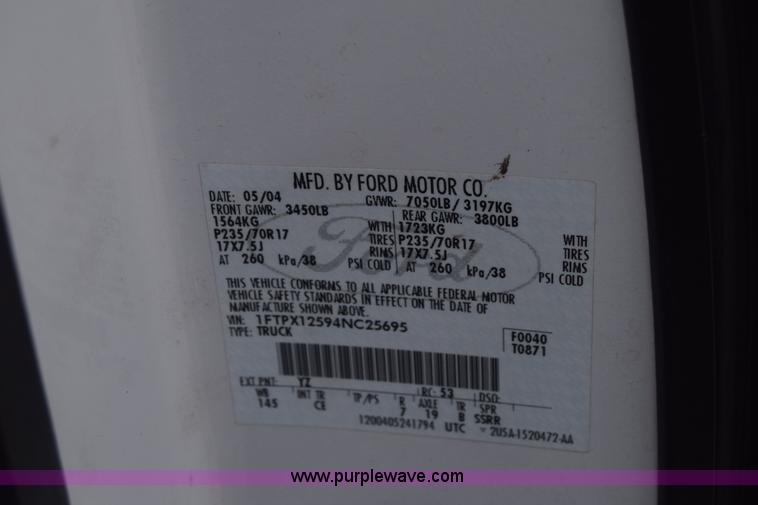 MFD. BY FORD MOTOR CO.
DATE: 05/04 GVWR: 7050LB/ 3197KG
FRONT GAWR: 3450LB REAR GAWR: 3800LB
1564KG WITH 1723KG WITH
P235/70R17 TIRES P235/70R17 TIRES
17X7.5J RIMS 17X7.5J RIMS
AT 260 kPa/38 PSI COLD AT 260 kPa/38 PSI COLD
Ford
THIS VEHICLE CONFORMS TO ALL APPLICABLE FEDERAL MOTOR
VEHICLE SAFETY STANDARDS IN EFFECT ON THE DATE OF
MANUFACTURE SHOWN ABOVE.
VIN: 1FTPX12594NC25695 F0040
TYPE: TRUCK T0871
EXT PNT: YZ RC: 53 DSO:
WB INT TR TP/PS R AXLE TR SPR
145 CE 7 19 B SSRR
1200405241794 UTC 2U5A-1520472-AA
www.purplewave.com